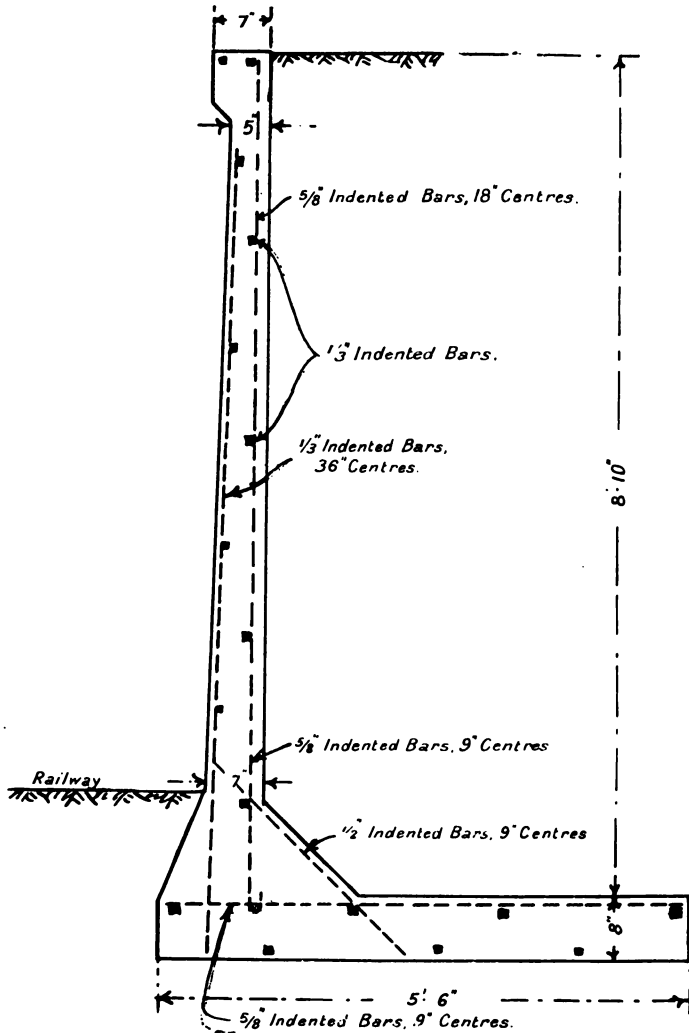 7"
5"
5/8" Indented Bars, 18" Centres.
1/3" Indented Bars.
1/3" Indented Bars,
36" Centres.
8'-10"
5/8" Indented Bars, 9" Centres
Railway
7"
1/2" Indented Bars, 9" Centres
8"
5'-6"
5/8" Indented Bars, 9" Centres.